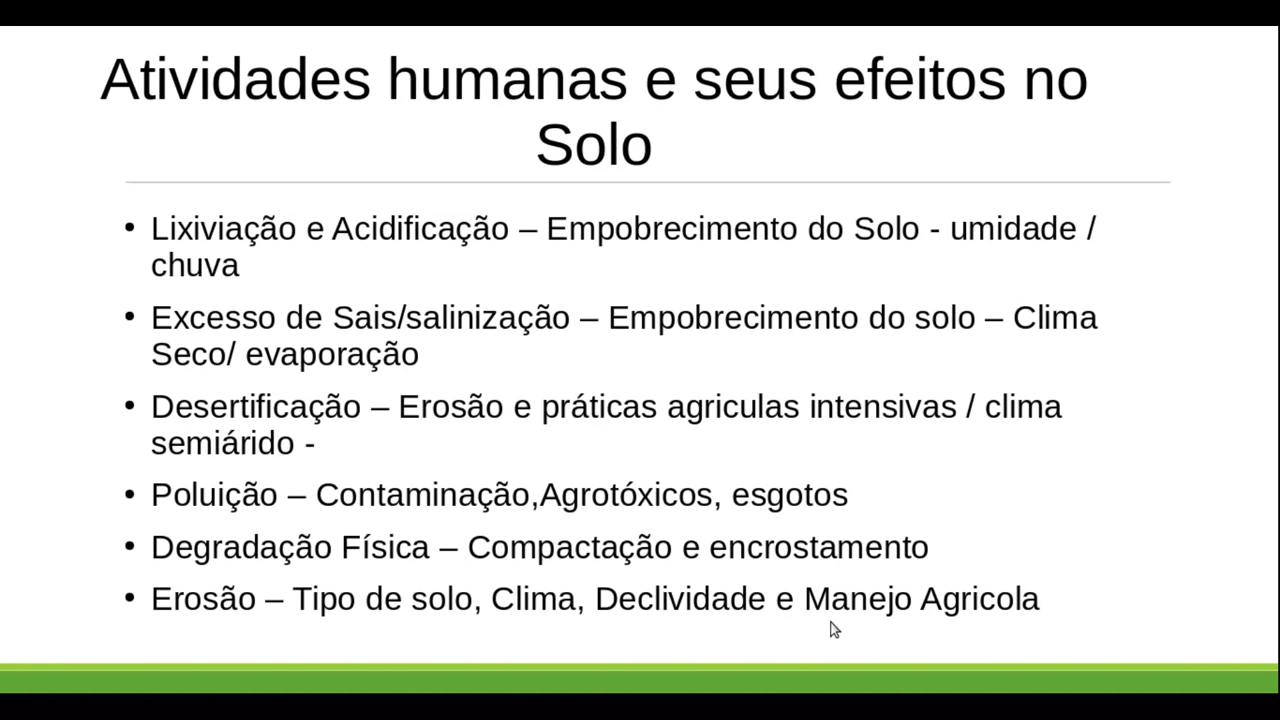 Atividades humanas e seus efeitos no
Solo
• Lixiviação e Acidificação – Empobrecimento do Solo - umidade /
chuva
• Excesso de Sais/salinização – Empobrecimento do solo – Clima
Seco/ evaporação
• Desertificação – Erosão e práticas agriculas intensivas / clima
semiárido -
• Poluição – Contaminação,Agrotóxicos, esgotos
• Degradação Física – Compactação e encrostamento
• Erosão – Tipo de solo, Clima, Declividade e Manejo Agricola